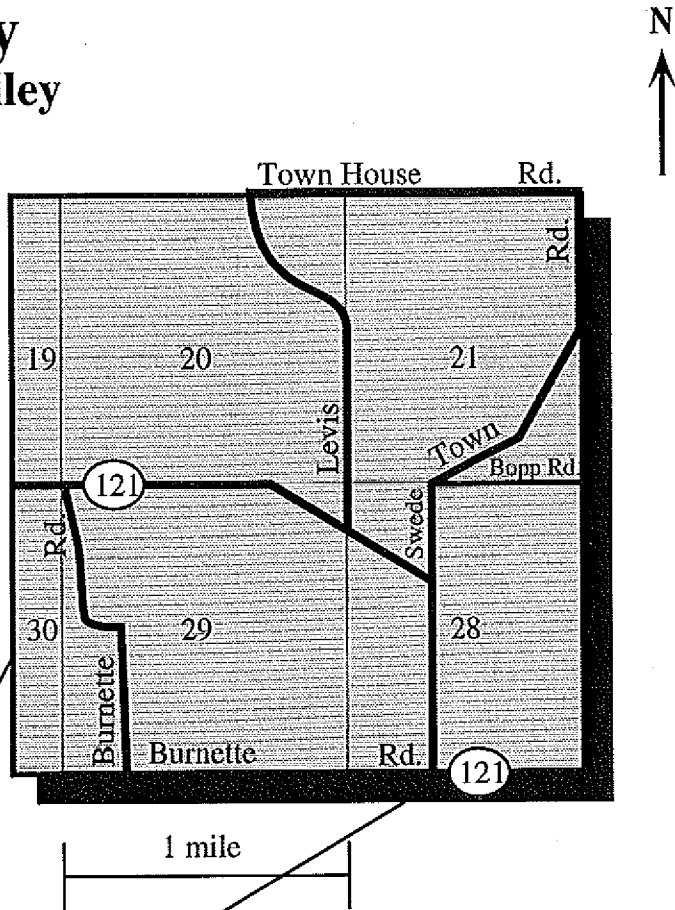 N
Town House Rd.
Rd.
19 20 21
Levis
Town
Bopp Rd.
121
Swede
Rd.
30 29 28
Burnette
Burnette Rd.
121
1 mile